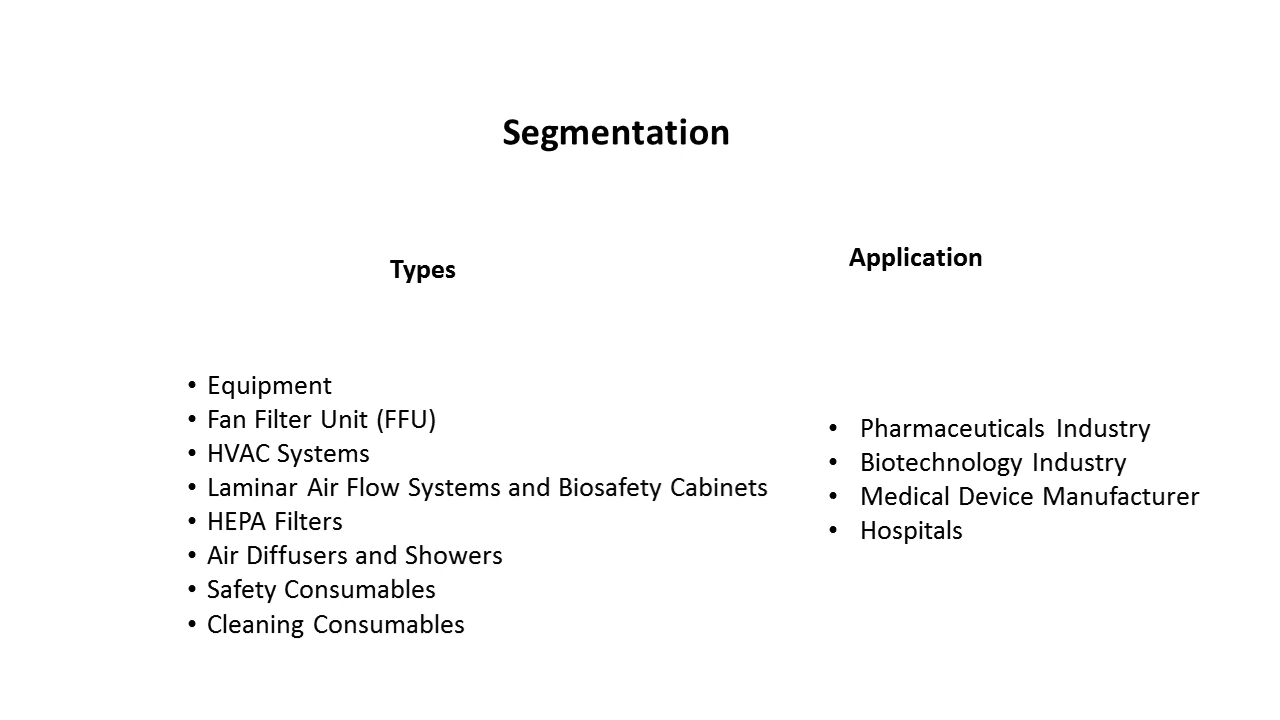 Segmentation
Types
• Equipment
• Fan Filter Unit (FFU)
• HVAC Systems
• Laminar Air Flow Systems and Biosafety Cabinets
• HEPA Filters
• Air Diffusers and Showers
• Safety Consumables
• Cleaning Consumables
Application
• Pharmaceuticals Industry
• Biotechnology Industry
• Medical Device Manufacturer
• Hospitals